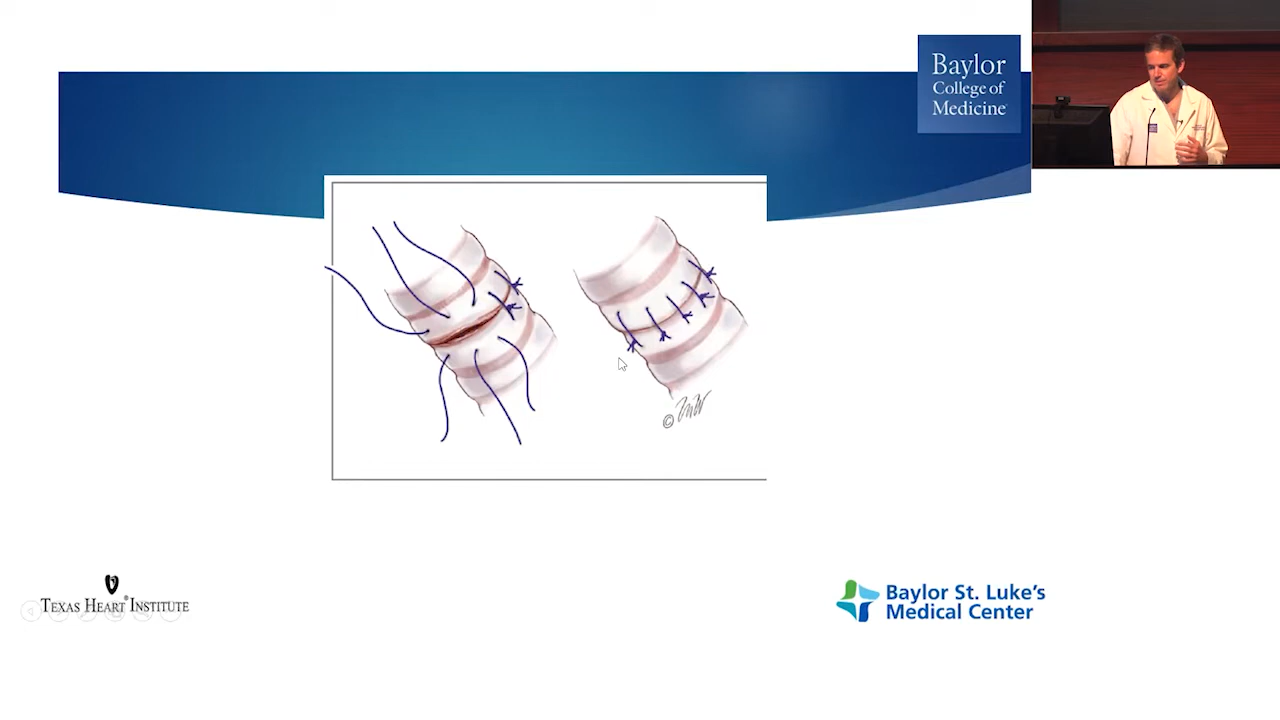 Baylor
College of
Medicine
©
TEXAS HEART® INSTITUTE
Baylor St. Luke's
Medical Center